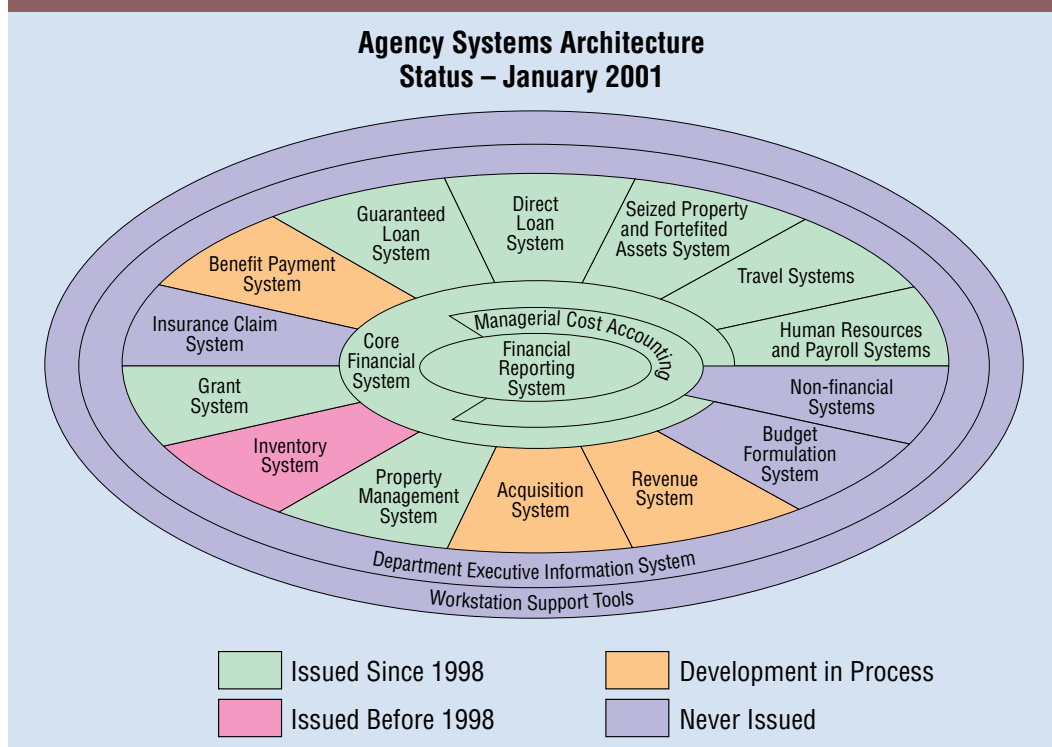 Agency Systems Architecture
Status – January 2001
Guaranteed
Loan
System
Direct
Loan
System
Seized Property
and Fortefited
Assets System
Travel Systems
Human Resources
and Payroll Systems
Non-financial
Systems
Budget
Formulation
System
Revenue
System
Acquisition
System
Property
Management
System
Inventory
System
Grant
System
Insurance Claim
System
Benefit Payment
System
Core
Financial
System
Managerial Cost Accounting
Financial
Reporting
System
Department Executive Information System
Workstation Support Tools
Issued Since 1998
Issued Before 1998
Development in Process
Never Issued